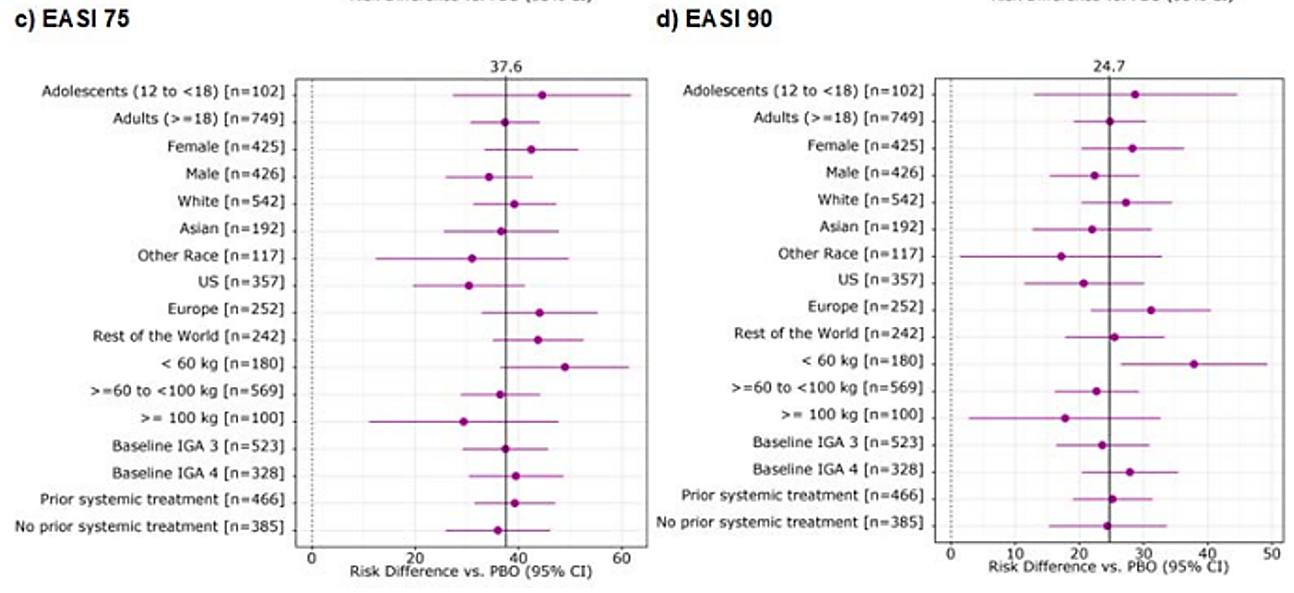 c) EASI 75
37.6
Adolescents (12 to <18) [n=102]
Adults (>=18) [n=749]
Female [n=425]
Male [n=426]
White [n=542]
Asian [n=192]
Other Race [n=117]
US [n=357]
Europe [n=252]
Rest of the World [n=242]
< 60 kg [n=180]
>=60 to <100 kg [n=569]
>= 100 kg [n=100]
Baseline IGA 3 [n=523]
Baseline IGA 4 [n=328]
Prior systemic treatment [n=466]
No prior systemic treatment [n=385]
0 20 40 60
Risk Difference vs. PBO (95% CI)
d) EASI 90
24.7
Adolescents (12 to <18) [n=102]
Adults (>=18) [n=749]
Female [n=425]
Male [n=426]
White [n=542]
Asian [n=192]
Other Race [n=117]
US [n=357]
Europe [n=252]
Rest of the World [n=242]
< 60 kg [n=180]
>=60 to <100 kg [n=569]
>= 100 kg [n=100]
Baseline IGA 3 [n=523]
Baseline IGA 4 [n=328]
Prior systemic treatment [n=466]
No prior systemic treatment [n=385]
0 10 20 30 40 50
Risk Difference vs. PBO (95% CI)